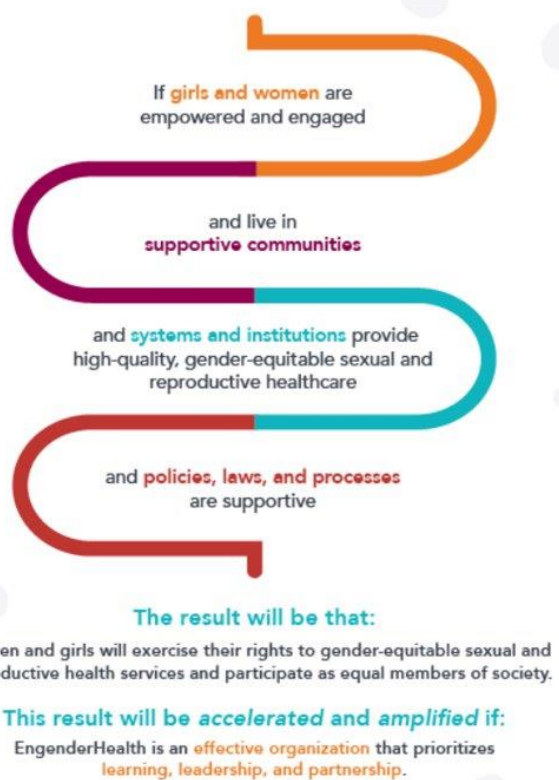 If girls and women are
empowered and engaged
and live in
supportive communities
and systems and institutions provide
high-quality, gender-equitable sexual and
reproductive healthcare
and policies, laws, and processes
are supportive
The result will be that:
en and girls will exercise their rights to gender-equitable sexual and
ductive health services and participate as equal members of society.
This result will be accelerated and amplified if:
EngenderHealth is an effective organization that prioritizes
learning, leadership, and partnership.